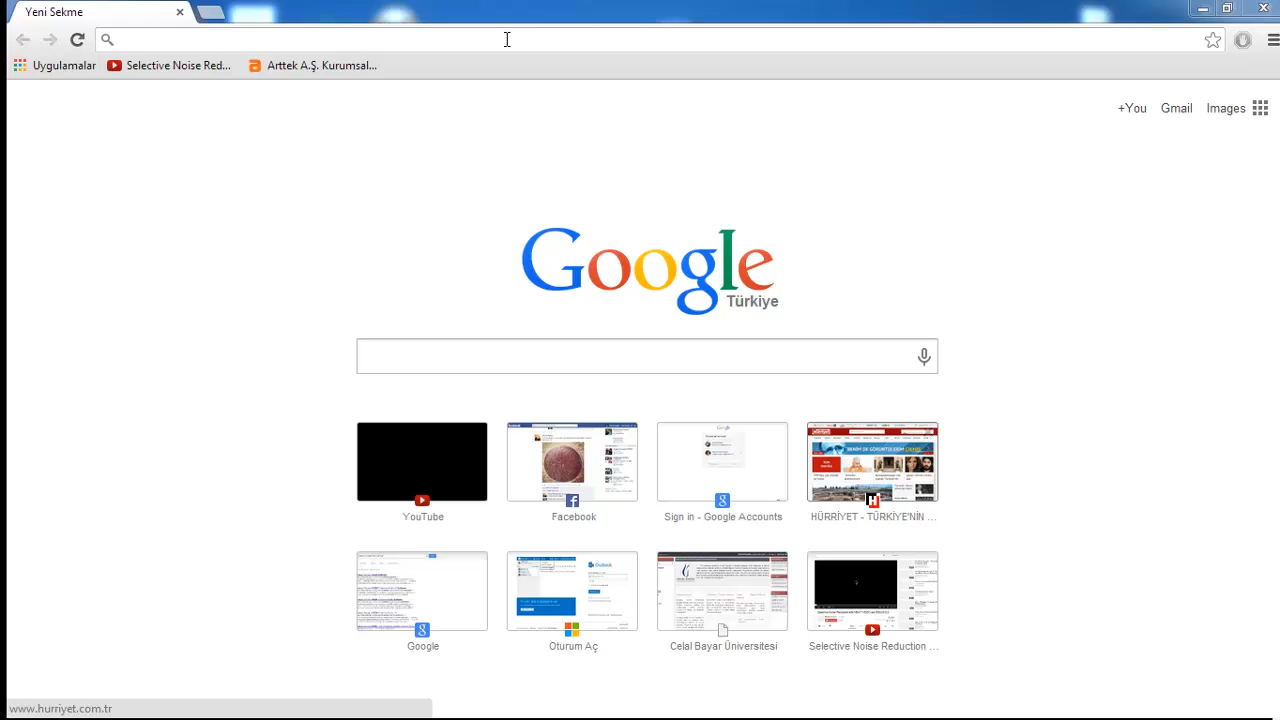 Yeni Sekme
Uygulamalar Selective Noise Red... Arttek A.Ş. Kurumsal...
+You Gmail Images
Google
Türkiye
YouTube Facebook Sign in - Google Accounts HÜRRİYET - TÜRKİYE'NİN ...
Google Oturum Aç Celal Bayar Üniversitesi Selective Noise Reduction ...
www.hurriyet.com.tr